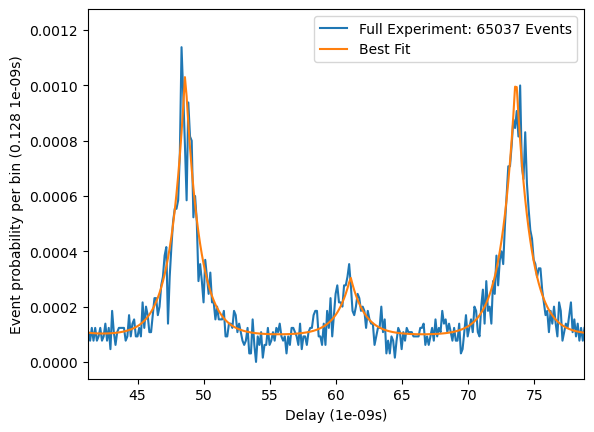 Full Experiment: 65037 Events
Best Fit
Event probability per bin (0.128 1e-09s)
0.0012
0.0010
0.0008
0.0006
0.0004
0.0002
0.0000
45 50 55 60 65 70 75
Delay (1e-09s)